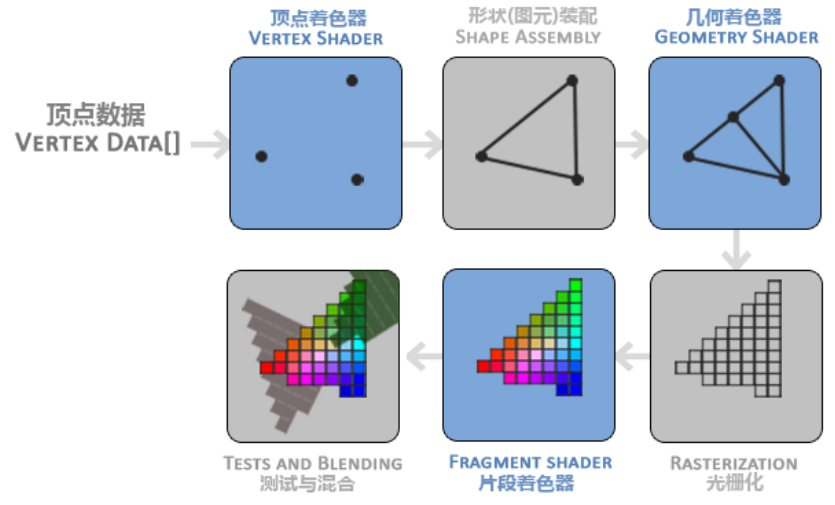 顶点着色器
VERTEX SHADER
形状(图元)装配
SHAPE ASSEMBLY
几何着色器
GEOMETRY SHADER
顶点数据
VERTEX DATA[]
TESTS AND BLENDING
测试与混合
FRAGMENT SHADER
片段着色器
RASTERIZATION
光栅化